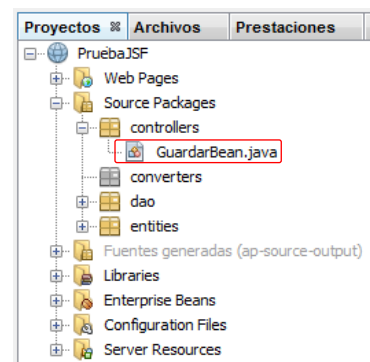 Proyectos Archivos Prestaciones
PruebaJSF
Web Pages
Source Packages
controllers
GuardarBean.java
converters
dao
entities
Fuentes generadas (ap-source-output)
Libraries
Enterprise Beans
Configuration Files
Server Resources